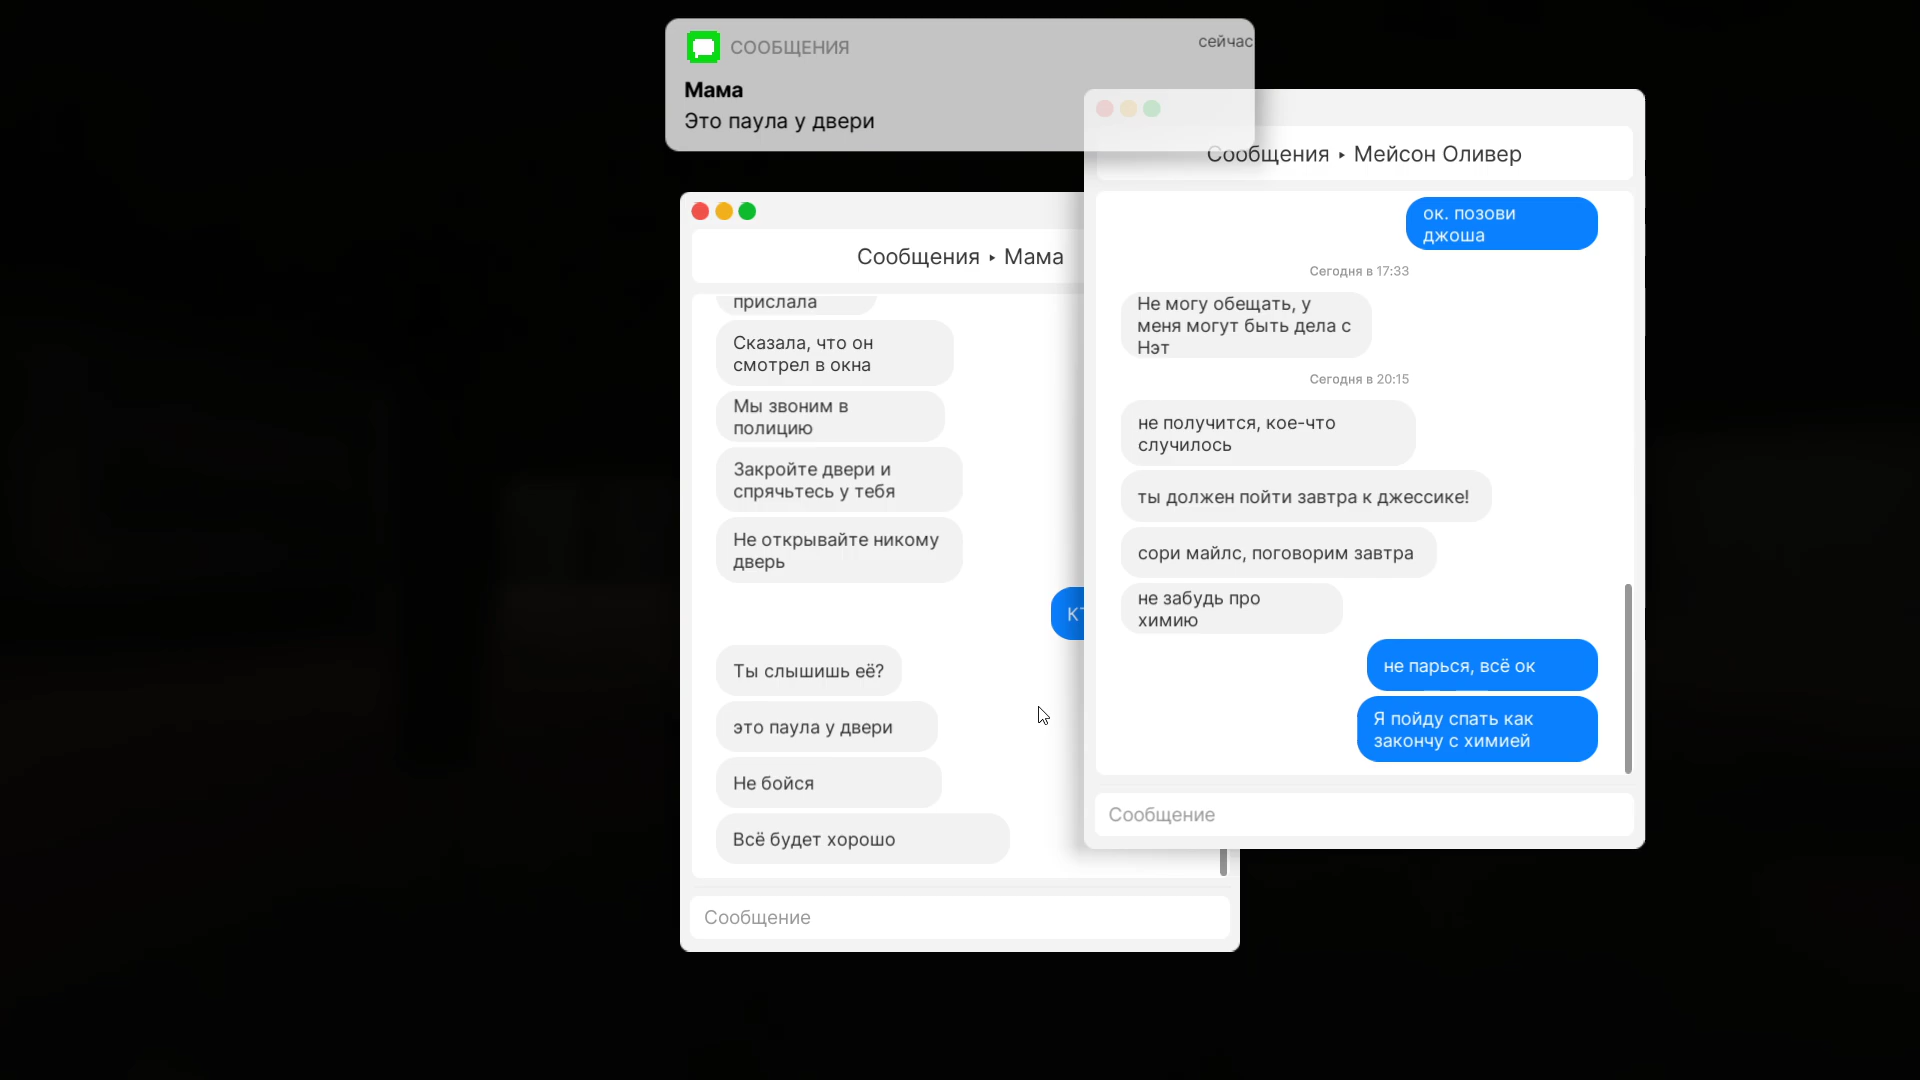 СООБЩЕНИЯ
сейчас
Мама
Это паула у двери
Сообщения ‣ Мама
прислала
Сказала, что он
смотрел в окна
Мы звоним в
полицию
Закройте двери и
спрячьтесь у тебя
Не открывайте никому
дверь
Ты слышишь её?
это паула у двери
Не бойся
Всё будет хорошо
Сообщение
Сообщения ‣ Мейсон Оливер
ок. позови
джоша
Сегодня в 17:33
Не могу обещать, у
меня могут быть дела с
Нэт
Сегодня в 20:15
не получится, кое-что
случилось
ты должен пойти завтра к джессике!
сори майлс, поговорим завтра
не забудь про
химию
не парься, всё ок
Я пойду спать как
закончу с химией
Сообщение